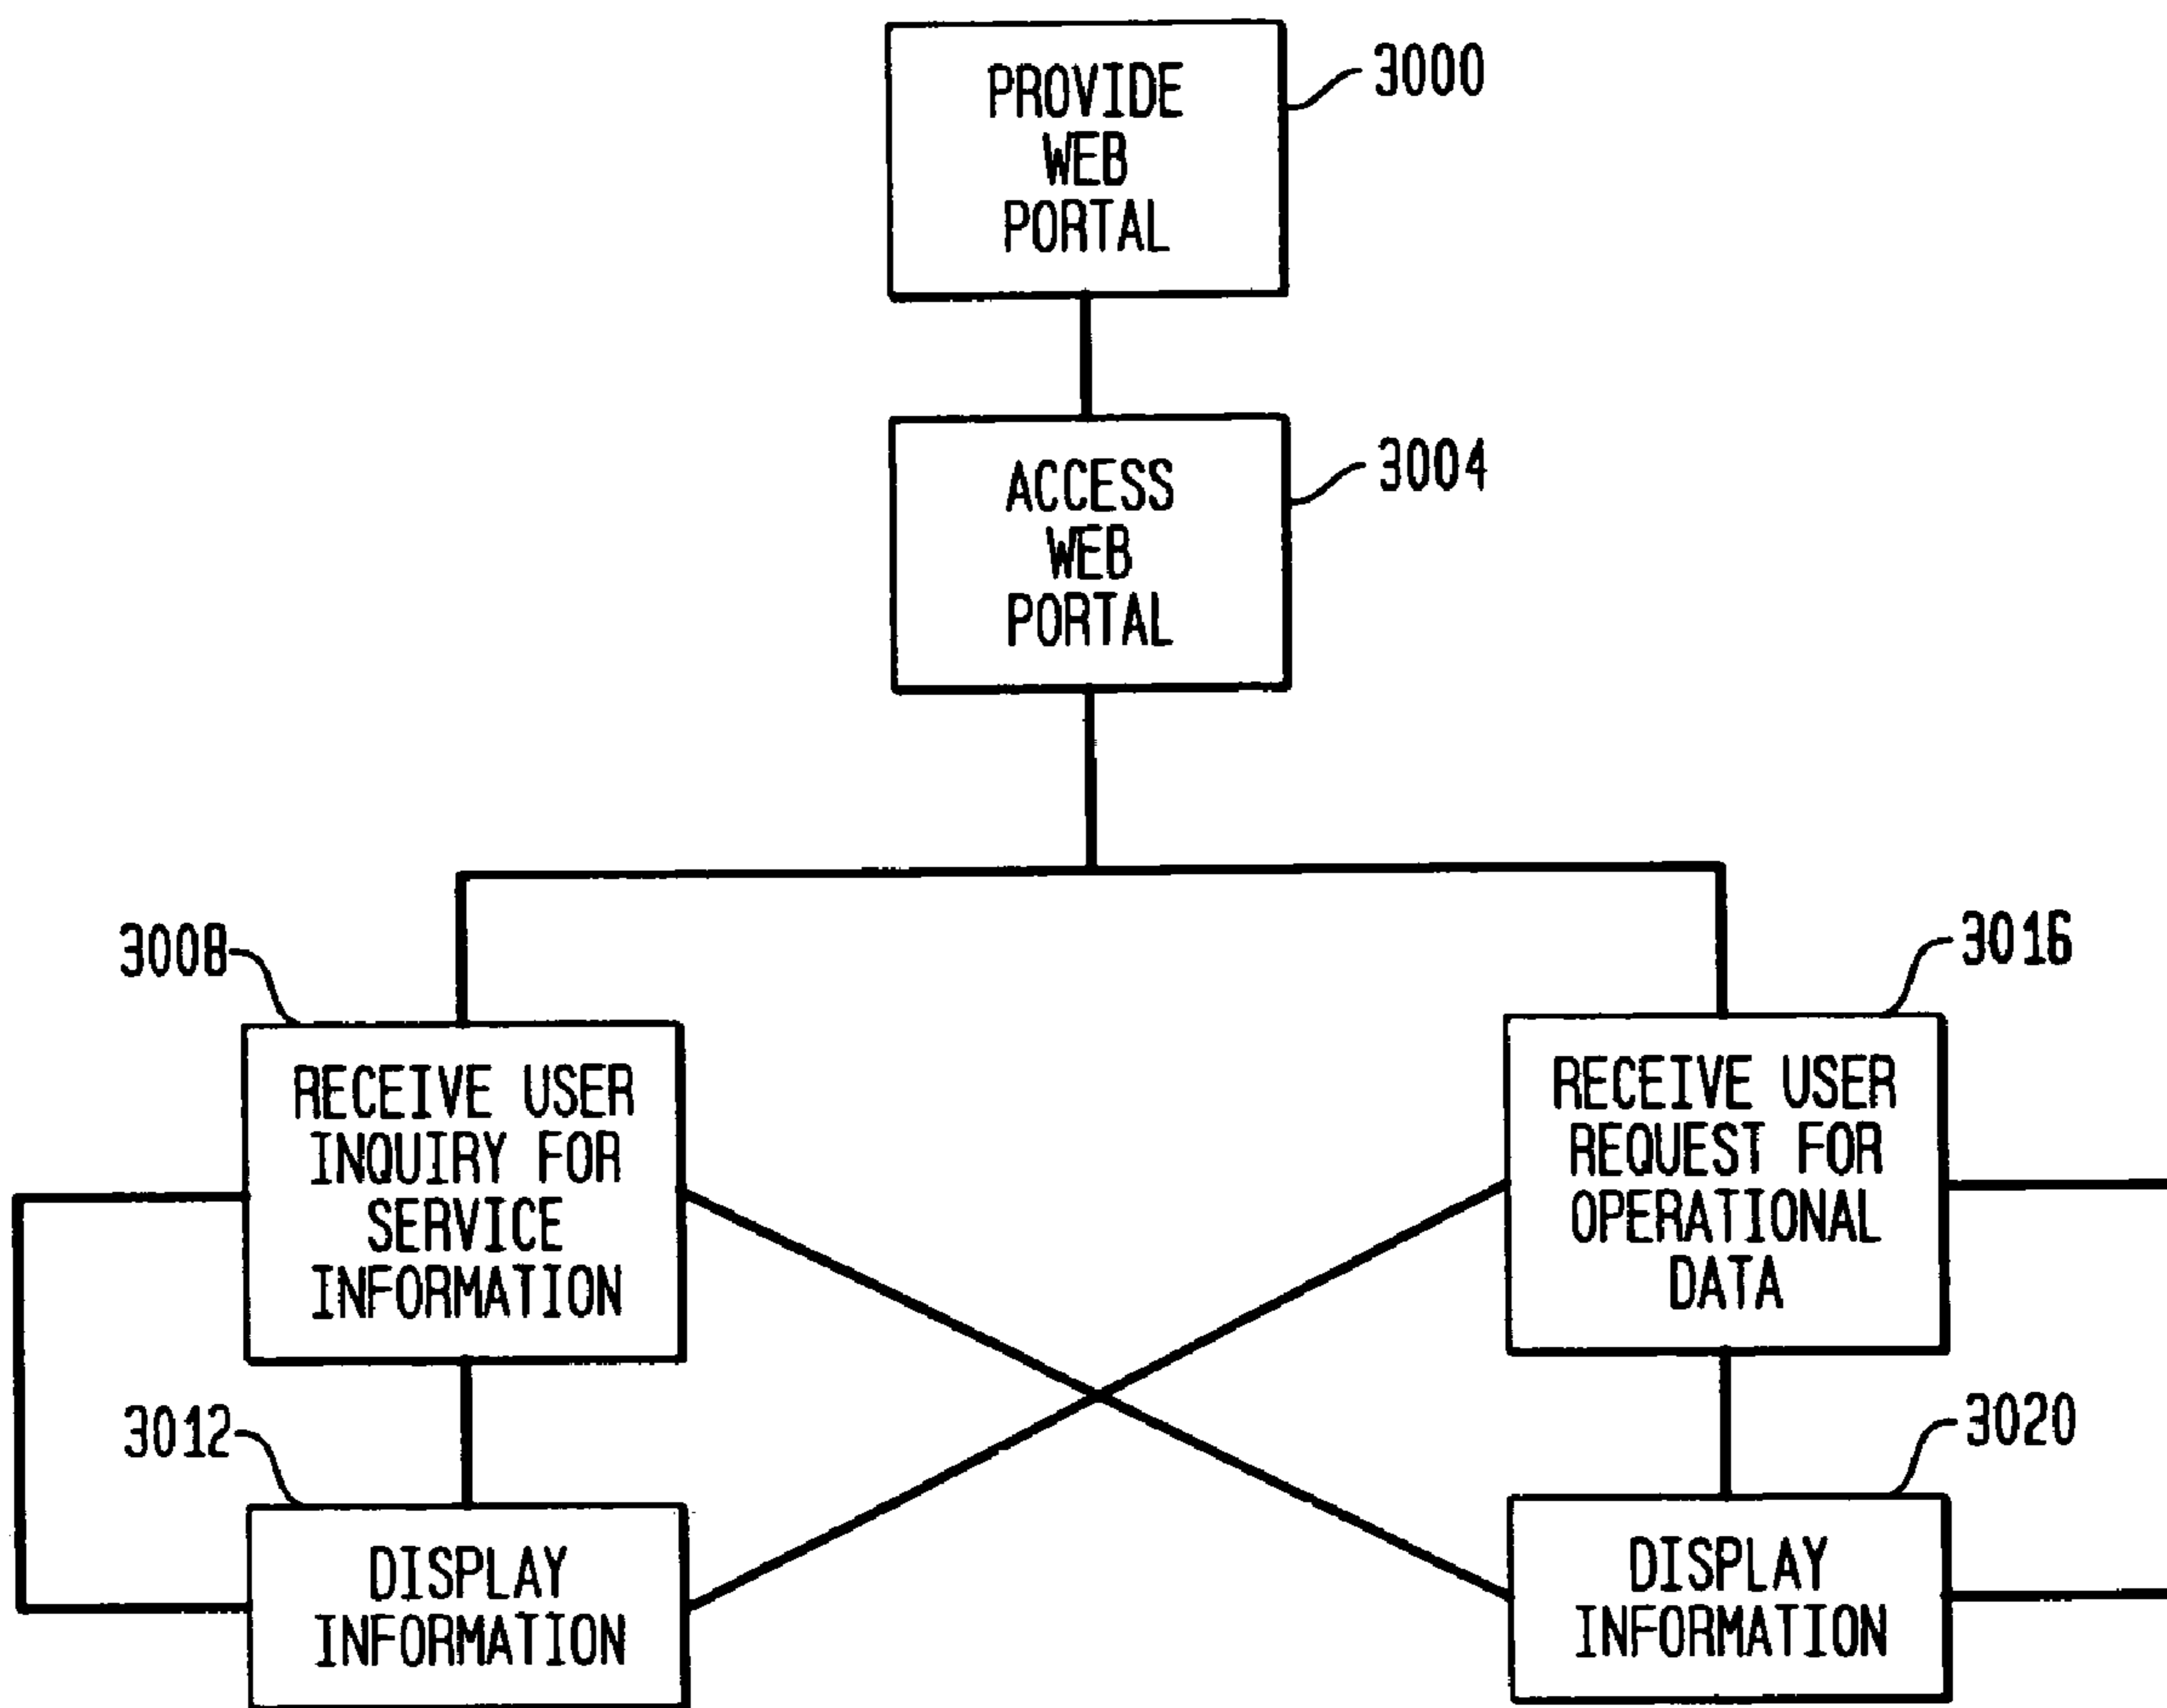 PROVIDE
WEB
PORTAL
3000
ACCESS
WEB
PORTAL
3004
3008
RECEIVE USER
INQUIRY FOR
SERVICE
INFORMATION
3016
RECEIVE USER
REQUEST FOR
OPERATIONAL
DATA
3012
DISPLAY
INFORMATION
3020
DISPLAY
INFORMATION